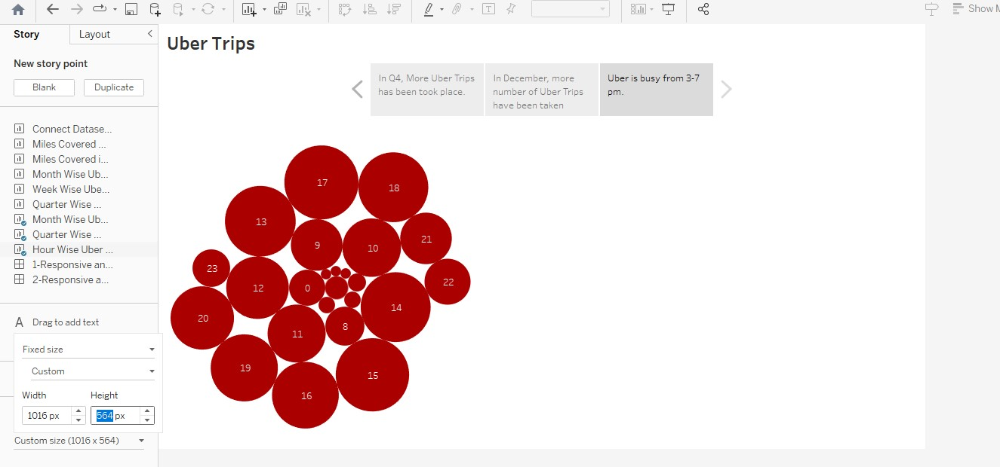 Show M
Story
Layout
New story point
Blank
Duplicate
Connect Datase...
Miles Covered ...
Miles Covered i...
Month Wise Ub...
Week Wise Ube...
Quarter Wise ...
Month Wise Ub...
Quarter Wise ...
Hour Wise Uber ...
1-Responsive an...
2-Responsive a...
A Drag to add text
Fixed size
Custom
Width Height
1016 px 564 px
Custom size (1016 x 564)
Uber Trips
In Q4, More Uber Trips
has been took place.
In December, more
number of Uber Trips
have been taken
Uber is busy from 3-7
pm.
17
18
13
9
10
21
23
12
0
22
20
14
11
8
19
15
16